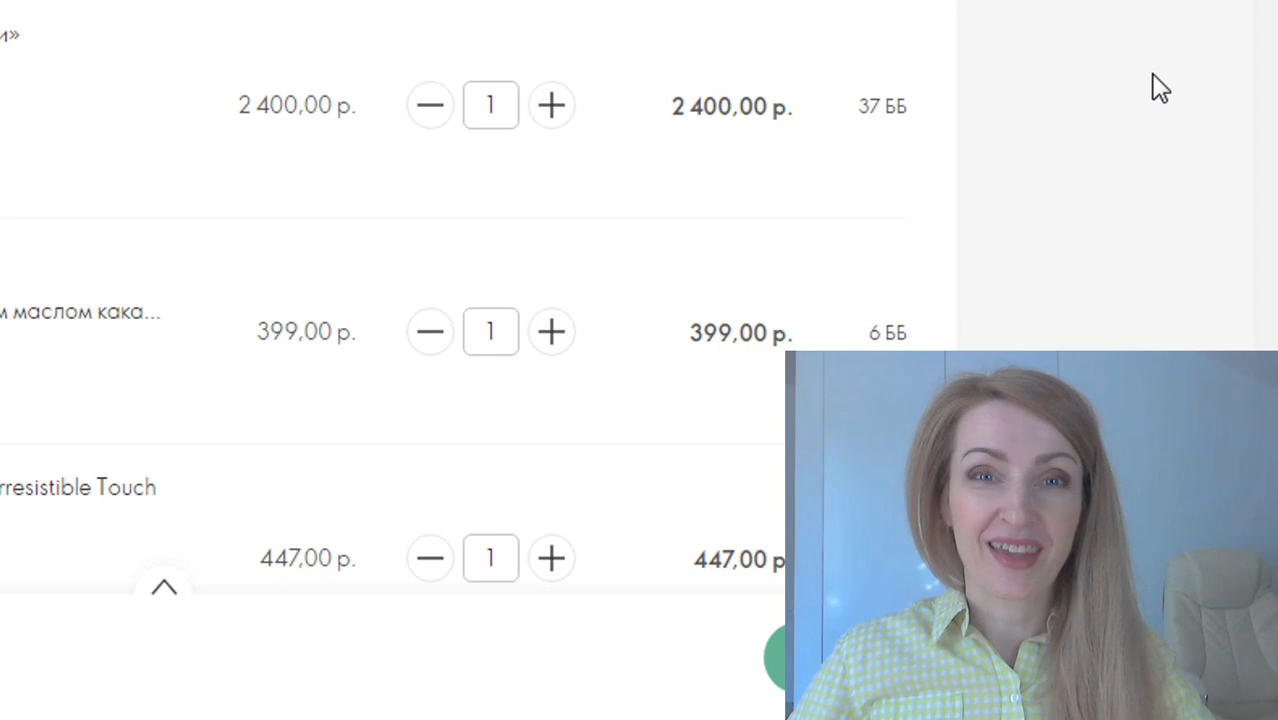 и»
2 400,00 р. 1 2 400,00 р. 37 ББ
м маслом кака...
399,00 р. 1 399,00 р. 6 ББ
rresistible Touch
447,00 р. 1 447,00 р